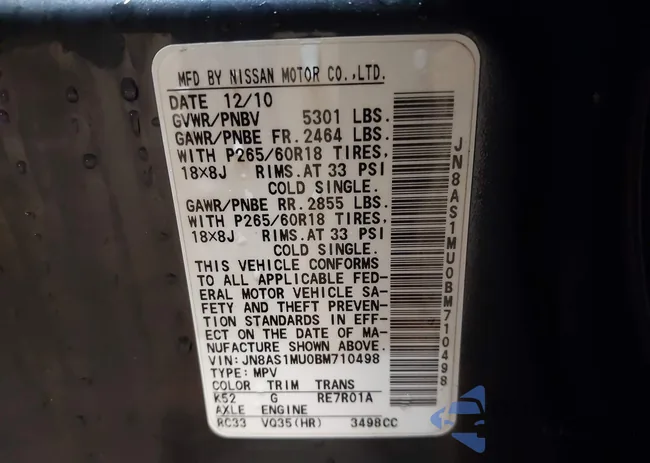 MFD BY NISSAN MOTOR CO.,LTD.
DATE 12/10
GVWR/PNBV 5301 LBS.
GAWR/PNBE FR. 2464 LBS.
WITH P265/60R18 TIRES,
18×8J RIMS. AT 33 PSI
COLD SINGLE.
GAWR/PNBE RR. 2855 LBS.
WITH P265/60R18 TIRES,
18×8J RIMS. AT 33 PSI
COLD SINGLE.
THIS VEHICLE CONFORMS
TO ALL APPLICABLE FED-
ERAL MOTOR VEHICLE SA-
FETY AND THEFT PREVEN-
TION STANDARDS IN EFF-
ECT ON THE DATE OF MA-
NUFACTURE SHOWN ABOVE.
VIN: JN8AS1MU0BM710498
TYPE: MPV
COLOR TRIM TRANS
K52 G RE7R01A
AXLE ENGINE
RC33 VQ35(HR) 3498CC
JN8AS1MU0BM710498